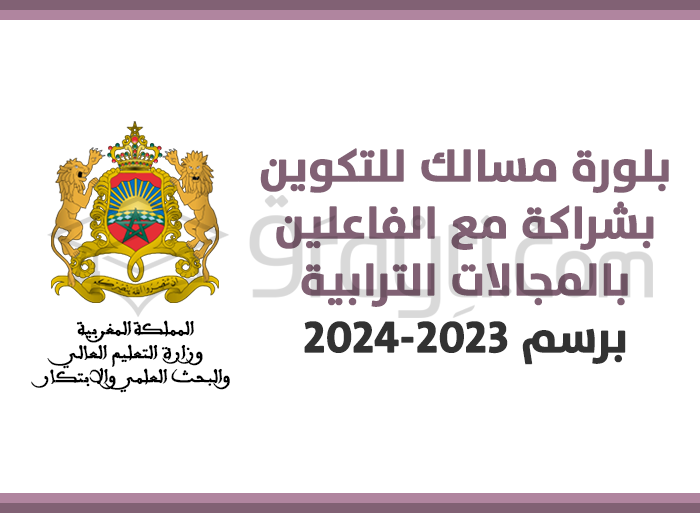 بلورة مسالك للتكوين
بشراكة مع الفاعلين
بالمجالات الترابية
برسم 2023-2024
المملكة المغربية
وزارة التعليم العالي
والبحث العلمي والابتكار